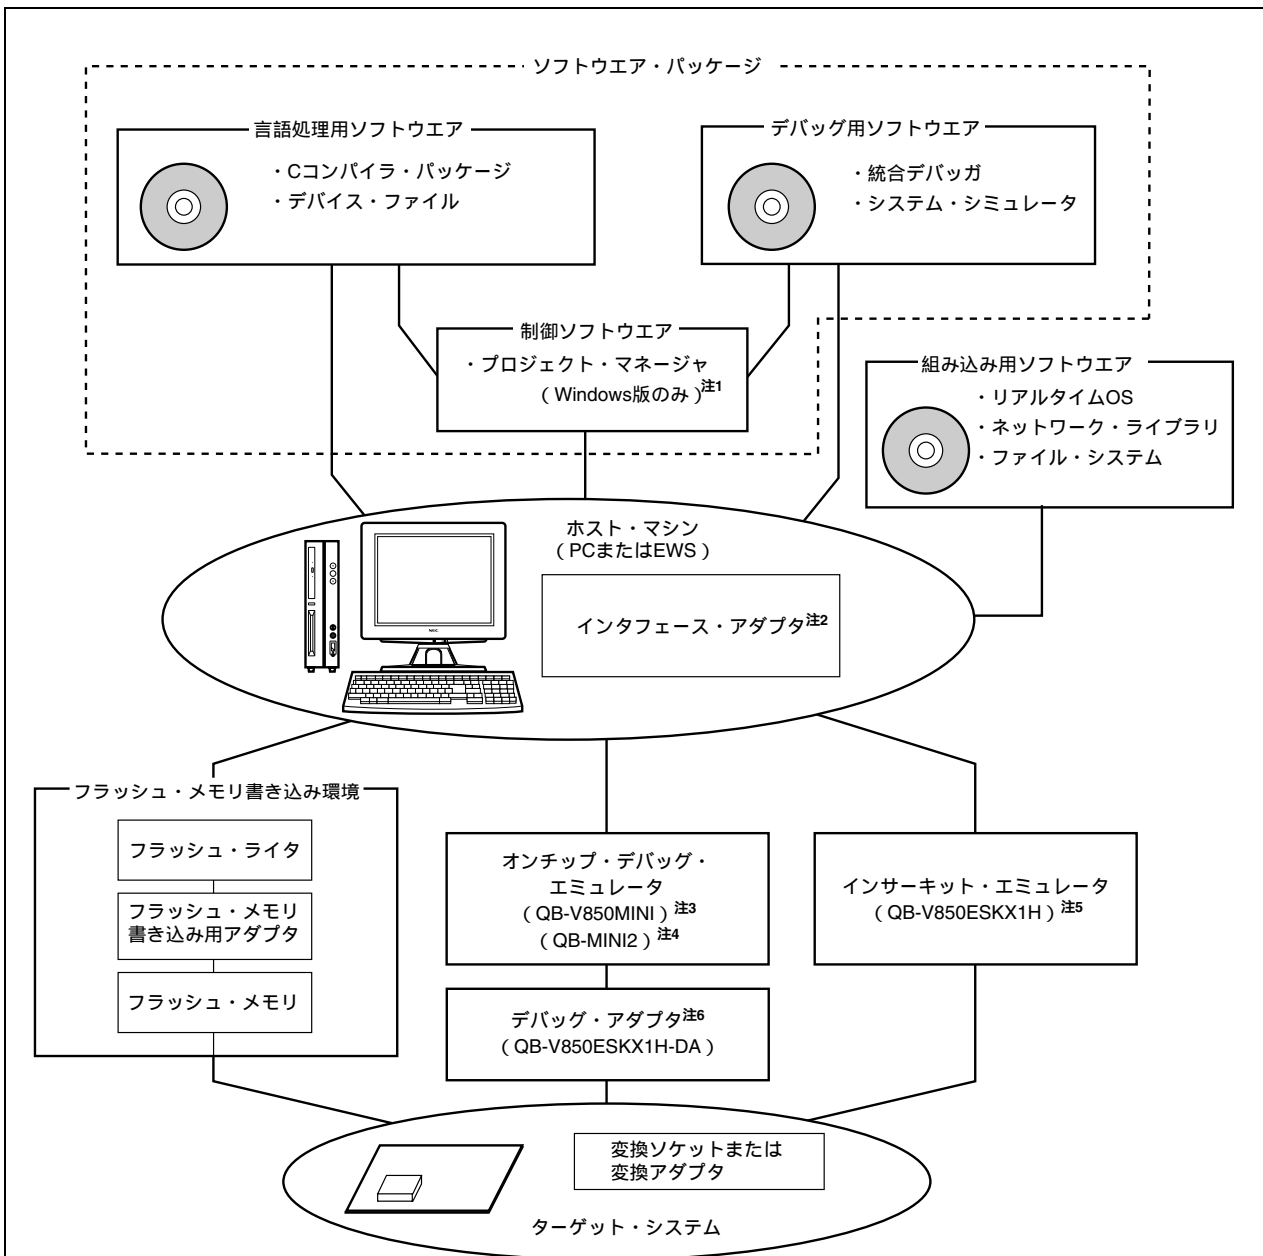 ソフトウエア・パッケージ
言語処理用ソフトウエア
・Cコンパイラ・パッケージ
・デバイス・ファイル
デバッグ用ソフトウエア
・統合デバッガ
・システム・シミュレータ
制御ソフトウエア
・プロジェクト・マネージャ
（Windows版のみ）注1
組み込み用ソフトウエア
・リアルタイムOS
・ネットワーク・ライブラリ
・ファイル・システム
ホスト・マシン
（PCまたはEWS）
インタフェース・アダプタ注2
NEC
フラッシュ・メモリ書き込み環境
フラッシュ・ライタ
フラッシュ・メモリ
書き込み用アダプタ
フラッシュ・メモリ
オンチップ・デバッグ・
エミュレータ
（QB-V850MINI）注3
（QB-MINI2）注4
インサーキット・エミュレータ
（QB-V850ESKX1H）注5
デバッグ・アダプタ注6
（QB-V850ESKX1H-DA）
変換ソケットまたは
変換アダプタ
ターゲット・システム